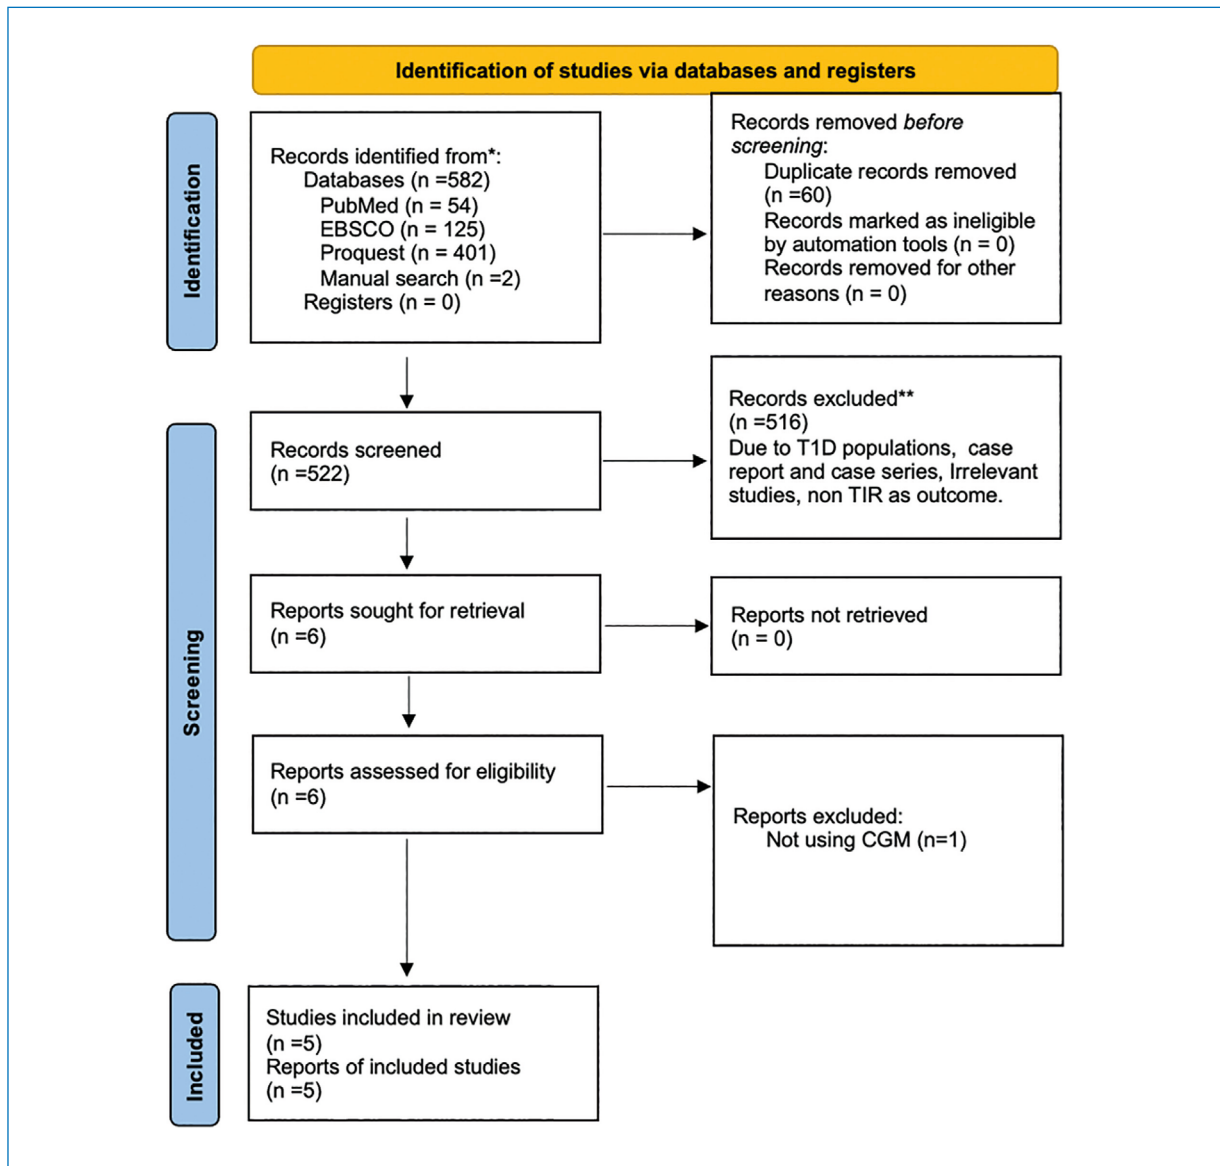 Identification of studies via databases and registers
Identification
Records identified from*:
Databases (n =582)
PubMed (n = 54)
EBSCO (n = 125)
Proquest (n = 401)
Manual search (n =2)
Registers (n = 0)
Records removed before
screening:
Duplicate records removed
(n =60)
Records marked as ineligible
by automation tools (n = 0)
Records removed for other
reasons (n = 0)
Screening
Records screened
(n =522)
Records excluded**
(n =516)
Due to T1D populations, case
report and case series, Irrelevant
studies, non TIR as outcome.
Reports sought for retrieval
(n =6)
Reports not retrieved
(n = 0)
Reports assessed for eligibility
(n =6)
Reports excluded:
Not using CGM (n=1)
Included
Studies included in review
(n =5)
Reports of included studies
(n =5)